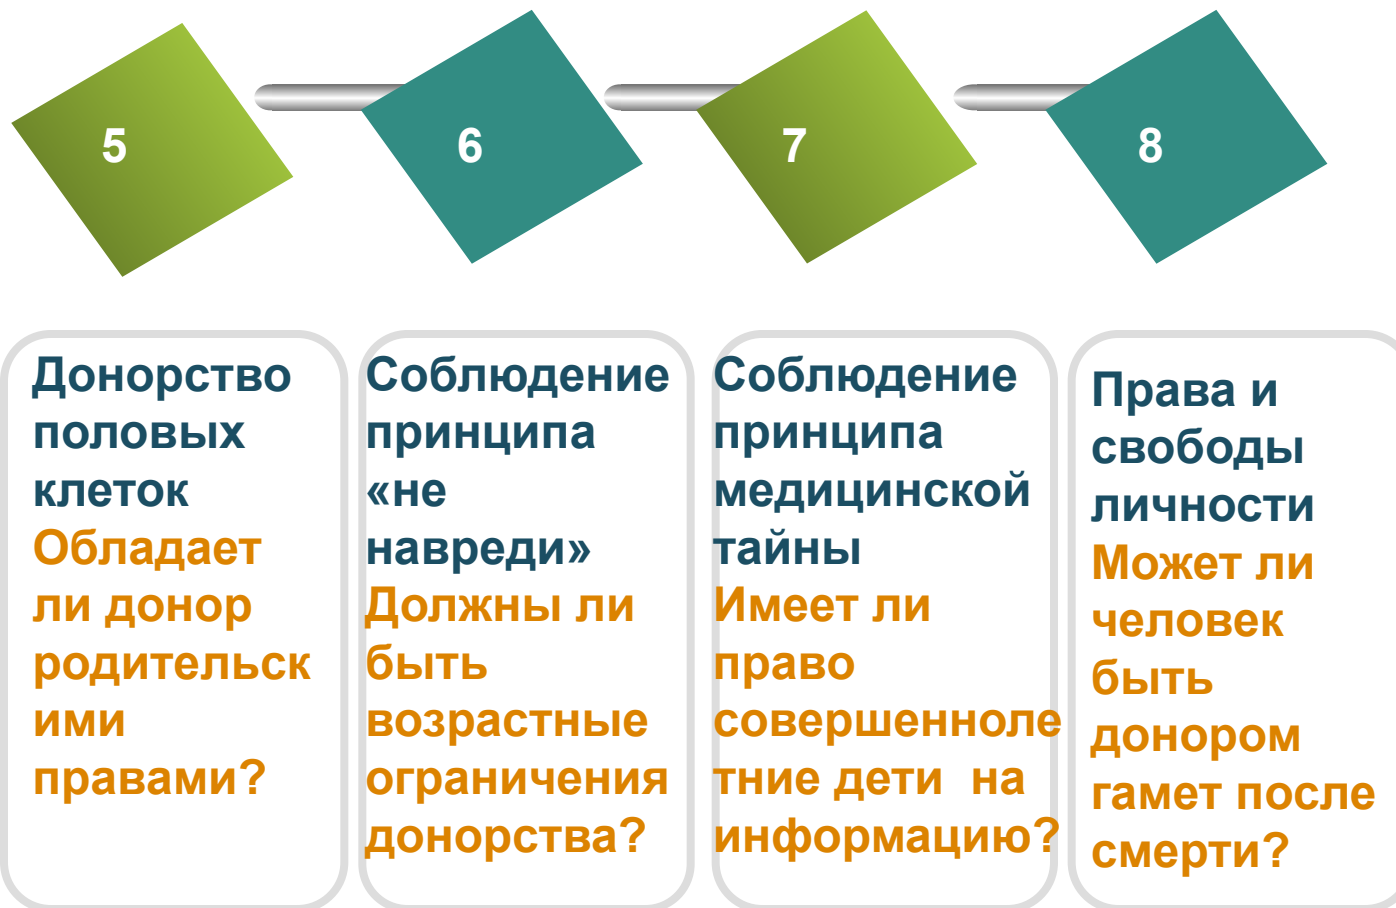 5
6
7
8
Донорство
половых
клеток
Обладает
ли донор
родительск
ими
правами?
Соблюдение
принципа
«не
навреди»
Должны ли
быть
возрастные
ограничения
донорства?
Соблюдение
принципа
медицинской
тайны
Имеет ли
право
совершенноле
тние дети  на
информацию?
Права и
свободы
личности
Может ли
человек
быть
донором
гамет после
смерти?